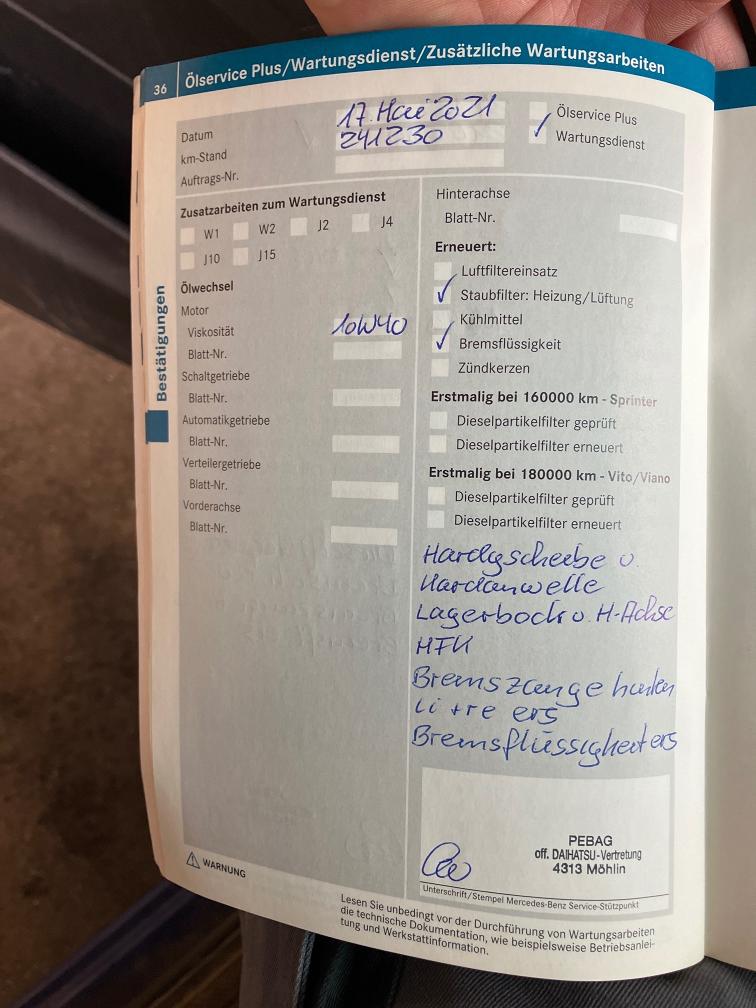 36 Ölservice Plus/Wartungsdienst/Zusätzliche Wartungsarbeiten
Datum 17. Mai 2021
km-Stand 241230
Auftrags-Nr.
Ölservice Plus
Wartungsdienst
Zusatzarbeiten zum Wartungsdienst
W1 W2 J2 J4
J10 J15
Ölwechsel
Motor
Viskosität 10W40
Blatt-Nr.
Schaltgetriebe
Blatt-Nr.
Automatikgetriebe
Blatt-Nr.
Verteilergetriebe
Blatt-Nr.
Vorderachse
Blatt-Nr.
Bestätigungen
Hinterachse
Blatt-Nr.
Erneuert:
Luftfiltereinsatz
Staubfilter: Heizung/Lüftung
Kühlmittel
Bremsflüssigkeit
Zündkerzen
Erstmalig bei 160000 km - Sprinter
Dieselpartikelfilter geprüft
Dieselpartikelfilter erneuert
Erstmalig bei 180000 km - Vito/Viano
Dieselpartikelfilter geprüft
Dieselpartikelfilter erneuert
Hardyscheibe u.
Kardanwelle
Lagerbock u. H-Achse
MFK
Bremszange hinten
li + re ers
Bremsflüssigkeit ers
PEBAG
off. DAIHATSU-Vertretung
4313 Möhlin
Unterschrift/Stempel Mercedes-Benz Service-Stützpunkt
WARNUNG
Lesen Sie unbedingt vor der Durchführung von Wartungsarbeiten
die technische Dokumentation, wie beispielsweise Betriebsanlei-
tung und Werkstattinformation.